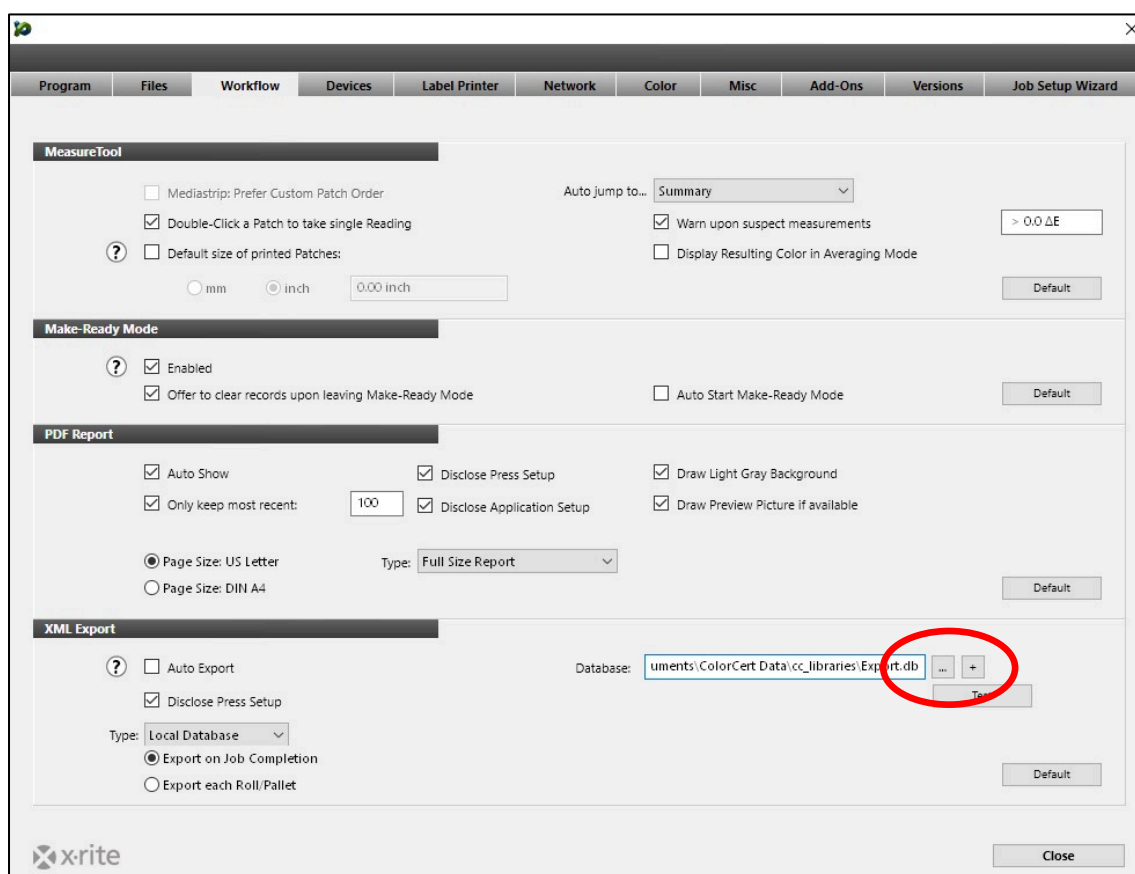 Program Files Workflow Devices Label Printer Network Color Misc Add-Ons Versions Job Setup Wizard
MeasureTool
Mediastrip: Prefer Custom Patch Order Auto jump to... Summary
Double-Click a Patch to take single Reading Warn upon suspect measurements > 0.0 ΔE
? Default size of printed Patches: Display Resulting Color in Averaging Mode
mm inch 0.00 inch Default
Make-Ready Mode
? Enabled
Offer to clear records upon leaving Make-Ready Mode Auto Start Make-Ready Mode Default
PDF Report
Auto Show Disclose Press Setup Draw Light Gray Background
Only keep most recent: 100 Disclose Application Setup Draw Preview Picture if available
Page Size: US Letter Type: Full Size Report
Page Size: DIN A4 Default
XML Export
? Auto Export Database: uments\ColorCert Data\cc_libraries\Export.db ... +
Disclose Press Setup
Type: Local Database
Export on Job Completion
Export each Roll/Pallet Default
x·rite Close